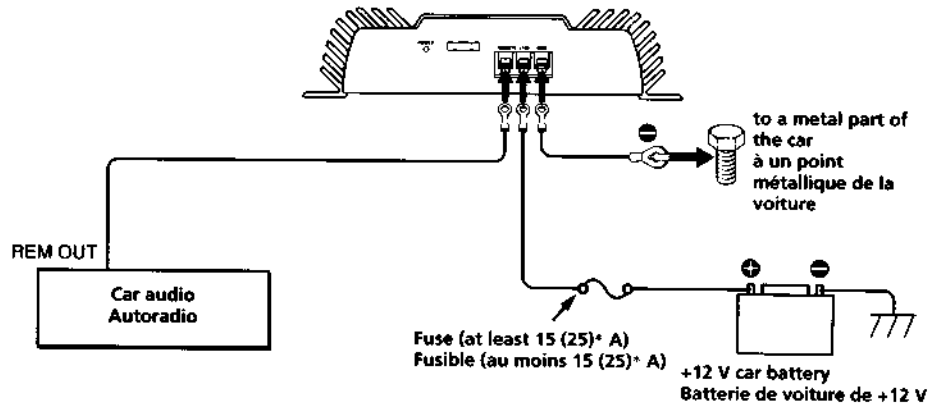 to a metal part of
the car
à un point
métallique de la
voiture
REM OUT
Car audio
Autoradio
Fuse (at least 15 (25)* A)
Fusible (au moins 15 (25)* A)
+12 V car battery
Batterie de voiture de +12 V